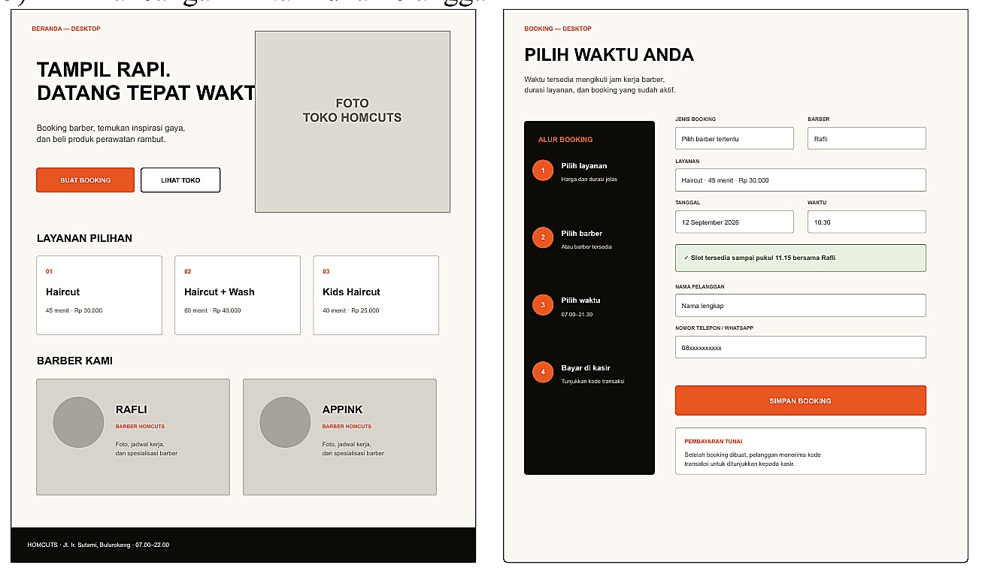 BERANDA — DESKTOP
TAMPIL RAPI.
DATANG TEPAT WAKT
FOTO
TOKO HOMCUTS
Booking barber, temukan inspirasi gaya,
dan beli produk perawatan rambut.
BUAT BOOKING
LIHAT TOKO
LAYANAN PILIHAN
01
Haircut
45 menit · Rp 30.000
02
Haircut + Wash
60 menit · Rp 40.000
03
Kids Haircut
40 menit · Rp 25.000
BARBER KAMI
RAFLI
BARBER HOMCUTS
Foto, jadwal kerja,
dan spesialisasi barber
APPINK
BARBER HOMCUTS
Foto, jadwal kerja,
dan spesialisasi barber
HOMCUTS · Jl. Ir. Sutami, Bulurokeng · 07.00–22.00
BOOKING — DESKTOP
PILIH WAKTU ANDA
Waktu tersedia mengikuti jam kerja barber,
durasi layanan, dan booking yang sudah aktif.
ALUR BOOKING
1
Pilih layanan
Harga dan durasi jelas
2
Pilih barber
Atau barber tersedia
3
Pilih waktu
07.00–21.30
4
Bayar di kasir
Tunjukkan kode transaksi
JENIS BOOKING
Pilih barber tertentu
BARBER
Rafli
LAYANAN
Haircut · 45 menit · Rp 30.000
TANGGAL
12 September 2026
WAKTU
10:30
✓ Slot tersedia sampai pukul 11.15 bersama Rafli
NAMA PELANGGAN
Nama lengkap
NOMOR TELEPON / WHATSAPP
08xxxxxxxxxx
SIMPAN BOOKING
PEMBAYARAN TUNAI
Setelah booking dibuat, pelanggan menerima kode
transaksi untuk ditunjukkan kepada kasir.